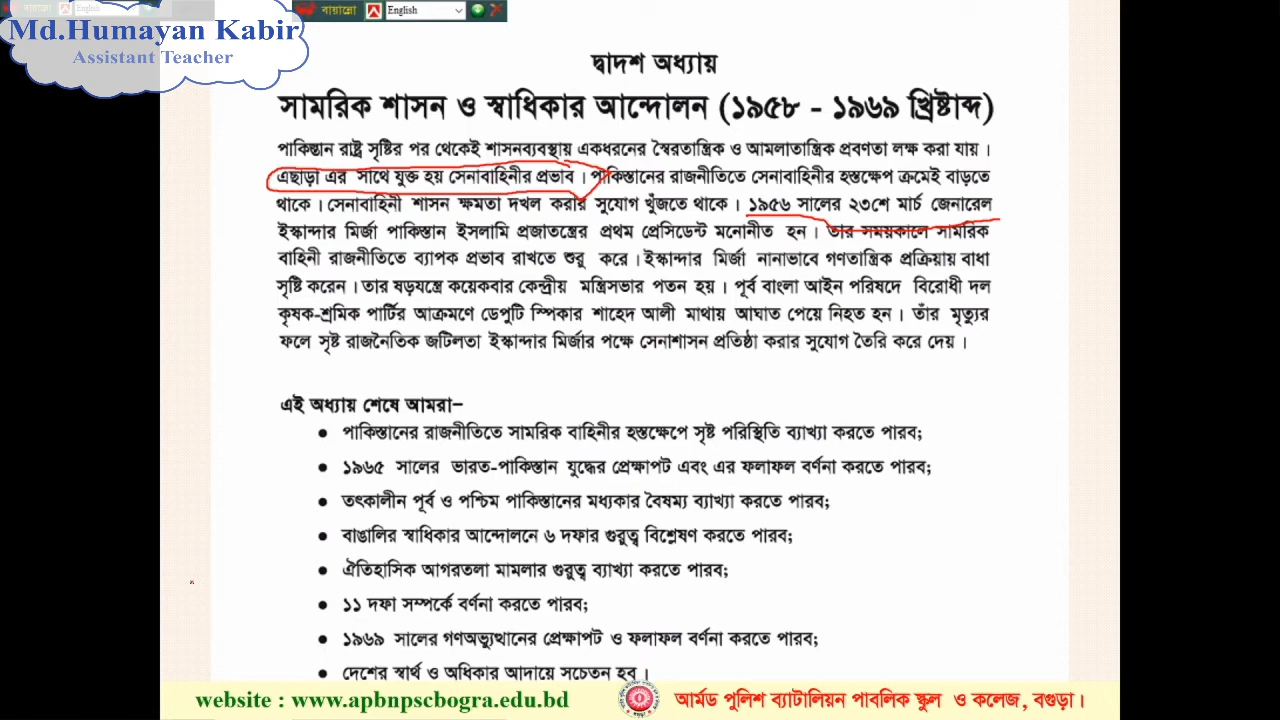 Md.Humayan Kabir
Assistant Teacher
বায়ান্নো
English
দ্বাদশ অধ্যায়
সামরিক শাসন ও স্বাধিকার আন্দোলন (১৯৫৮ - ১৯৬৯ খ্রিষ্টাব্দ)
পাকিস্তান রাষ্ট্র সৃষ্টির পর থেকেই শাসনব্যবস্থায় একধরনের স্বৈরতান্ত্রিক ও আমলাতান্ত্রিক প্রবণতা লক্ষ করা যায়।
এছাড়া এর সাথে যুক্ত হয় সেনাবাহিনীর প্রভাব। পাকিস্তানের রাজনীতিতে সেনাবাহিনীর হস্তক্ষেপ ক্রমেই বাড়তে
থাকে। সেনাবাহিনী শাসন ক্ষমতা দখল করার সুযোগ খুঁজতে থাকে। ১৯৫৬ সালের ২৩শে মার্চ জেনারেল
ইস্কান্দার মির্জা পাকিস্তান ইসলামি প্রজাতন্ত্রের প্রথম প্রেসিডেন্ট মনোনীত হন। তার সময়কালে সামরিক
বাহিনী রাজনীতিতে ব্যাপক প্রভাব রাখতে শুরু করে। ইস্কান্দার মির্জা নানাভাবে গণতান্ত্রিক প্রক্রিয়ায় বাধা
সৃষ্টি করেন। তার ষড়যন্ত্রে কয়েকবার কেন্দ্রীয় মন্ত্রিসভার পতন হয়। পূর্ব বাংলা আইন পরিষদে বিরোধী দল
কৃষক-শ্রমিক পার্টির আক্রমণে ডেপুটি স্পিকার শাহেদ আলী মাথায় আঘাত পেয়ে নিহত হন। তাঁর মৃত্যুর
ফলে সৃষ্ট রাজনৈতিক জটিলতা ইস্কান্দার মির্জার পক্ষে সেনাশাসন প্রতিষ্ঠা করার সুযোগ তৈরি করে দেয়।
এই অধ্যায় শেষে আমরা–
• পাকিস্তানের রাজনীতিতে সামরিক বাহিনীর হস্তক্ষেপে সৃষ্ট পরিস্থিতি ব্যাখ্যা করতে পারব;
• ১৯৬৫ সালের ভারত-পাকিস্তান যুদ্ধের প্রেক্ষাপট এবং এর ফলাফল বর্ণনা করতে পারব;
• তৎকালীন পূর্ব ও পশ্চিম পাকিস্তানের মধ্যকার বৈষম্য ব্যাখ্যা করতে পারব;
• বাঙালির স্বাধিকার আন্দোলনে ৬ দফার গুরুত্ব বিশ্লেষণ করতে পারব;
• ঐতিহাসিক আগরতলা মামলার গুরুত্ব ব্যাখ্যা করতে পারব;
• ১১ দফা সম্পর্কে বর্ণনা করতে পারব;
• ১৯৬৯ সালের গণঅভ্যুত্থানের প্রেক্ষাপট ও ফলাফল বর্ণনা করতে পারব;
• দেশের স্বার্থ ও অধিকার আদায়ে সচেতন হব।
website : www.apbnpscbogra.edu.bd
আর্মড পুলিশ ব্যাটালিয়ন পাবলিক স্কুল ও কলেজ, বগুড়া।